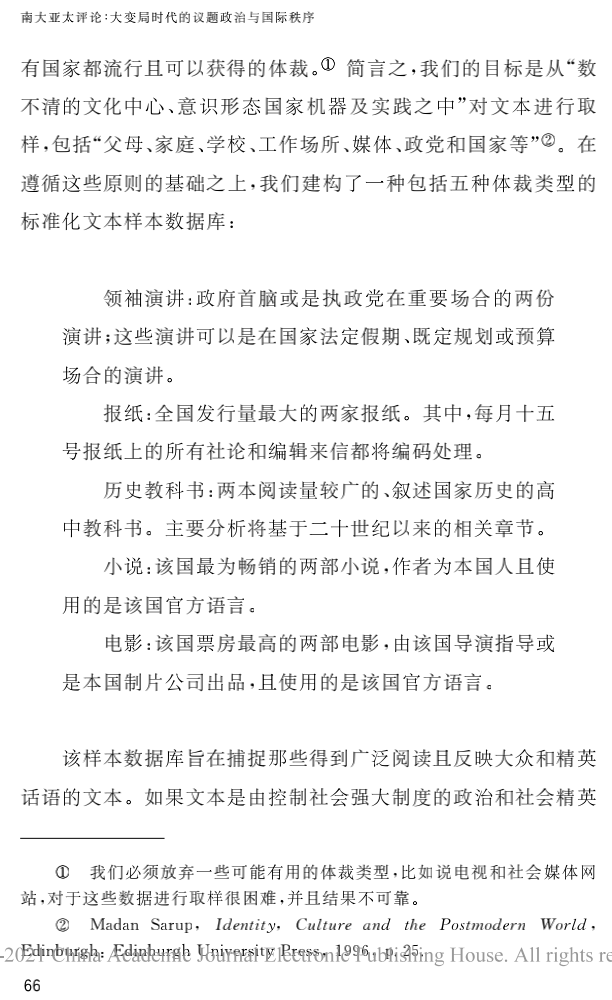 南大亚太评论:大变局时代的议题政治与国际秩序
有国家都流行且可以获得的体裁。① 简言之,我们的目标是从“数
不清的文化中心、意识形态国家机器及实践之中”对文本进行取
样,包括“父母、家庭、学校、工作场所、媒体、政党和国家等”②。在
遵循这些原则的基础之上,我们建构了一种包括五种体裁类型的
标准化文本样本数据库:
领袖演讲:政府首脑或是执政党在重要场合的两份
演讲;这些演讲可以是在国家法定假期、既定规划或预算
场合的演讲。
报纸:全国发行量最大的两家报纸。其中,每月十五
号报纸上的所有社论和编辑来信都将编码处理。
历史教科书:两本阅读量较广的、叙述国家历史的高
中教科书。主要分析将基于二十世纪以来的相关章节。
小说:该国最为畅销的两部小说,作者为本国人且使
用的是该国官方语言。
电影:该国票房最高的两部电影,由该国导演指导或
是本国制片公司出品,且使用的是该国官方语言。
该样本数据库旨在捕捉那些得到广泛阅读且反映大众和精英
话语的文本。如果文本是由控制社会强大制度的政治和社会精英
① 我们必须放弃一些可能有用的体裁类型,比如说电视和社会媒体网
站,对于这些数据进行取样很困难,并且结果不可靠。
② Madan Sarup, Identity, Culture and the Postmodern World,
Edinburgh: Edinburgh University Press, 1996, p. 25.
-2021 China Academic Journal Electronic Publishing House. All rights re
66